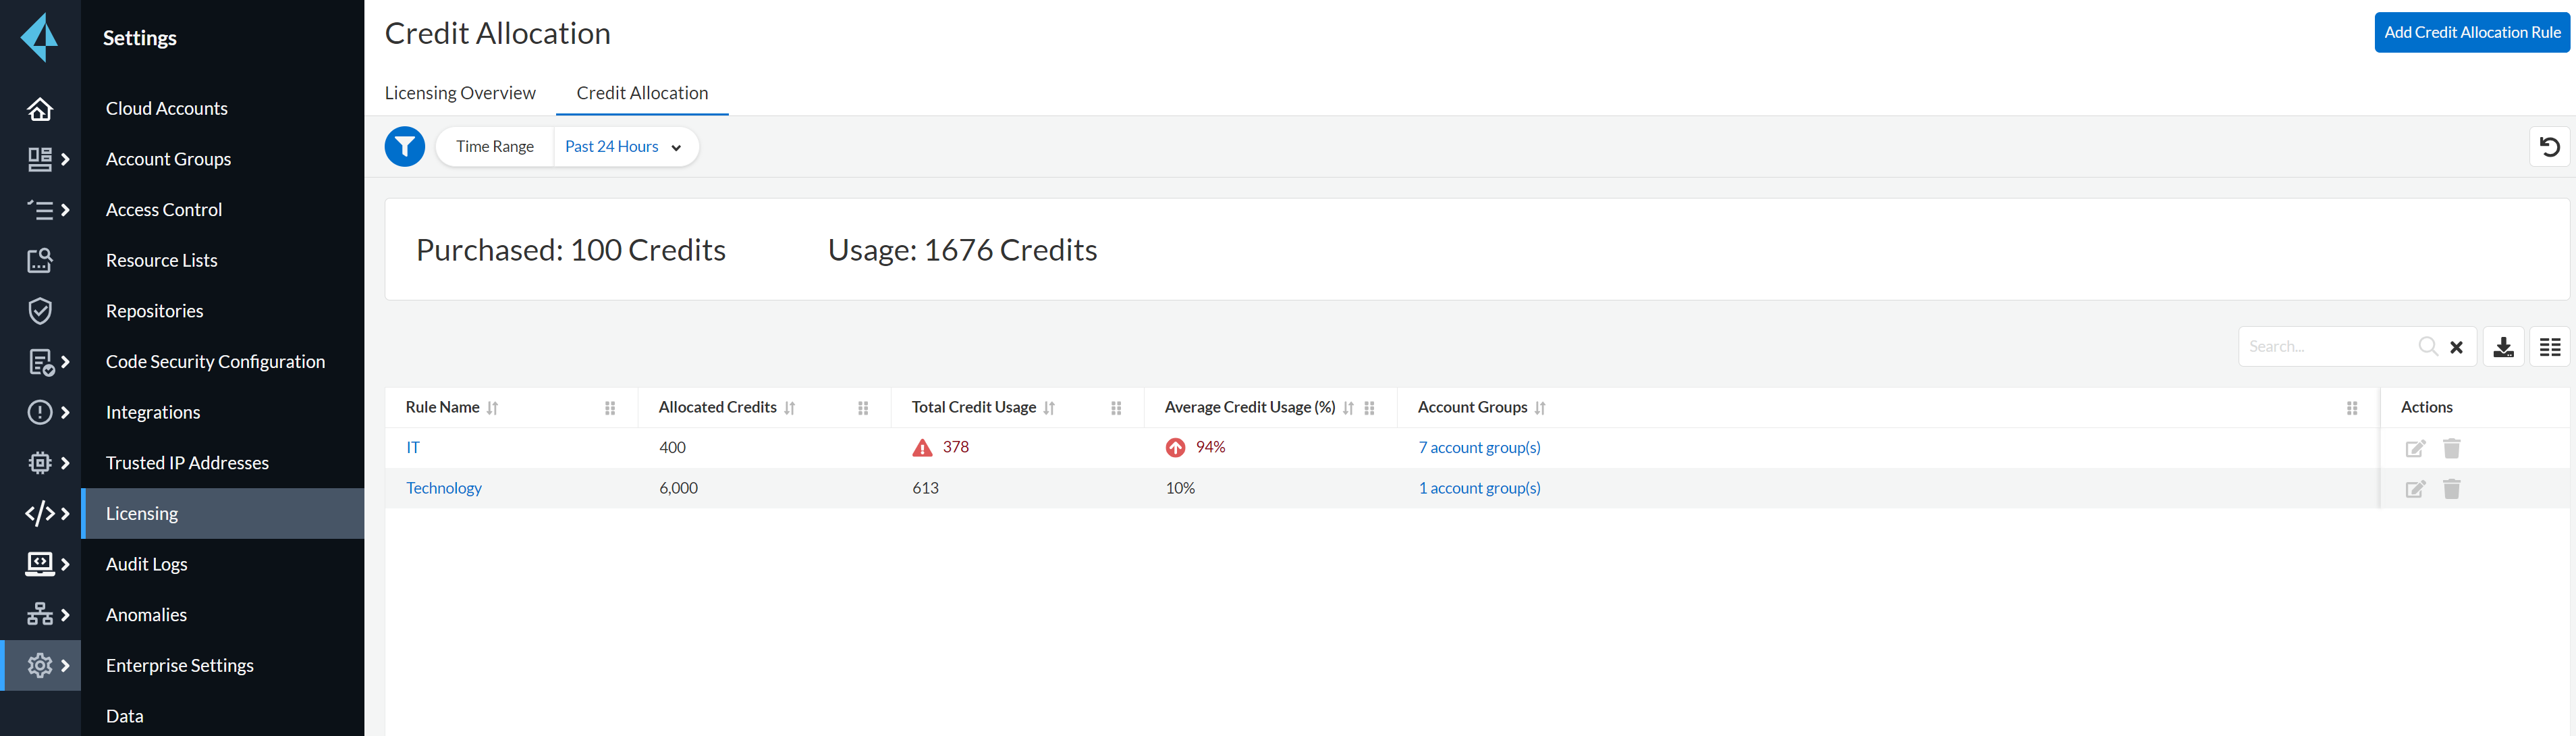 Settings
Cloud Accounts
Account Groups
Access Control
Resource Lists
Repositories
Code Security Configuration
Integrations
Trusted IP Addresses
Licensing
Audit Logs
Anomalies
Enterprise Settings
Data
Credit Allocation
Add Credit Allocation Rule
Licensing Overview Credit Allocation
Time Range Past 24 Hours
Purchased: 100 Credits Usage: 1676 Credits
Search...
Rule Name Allocated Credits Total Credit Usage Average Credit Usage (%) Account Groups Actions
IT 400 378 94% 7 account group(s)
Technology 6,000 613 10% 1 account group(s)